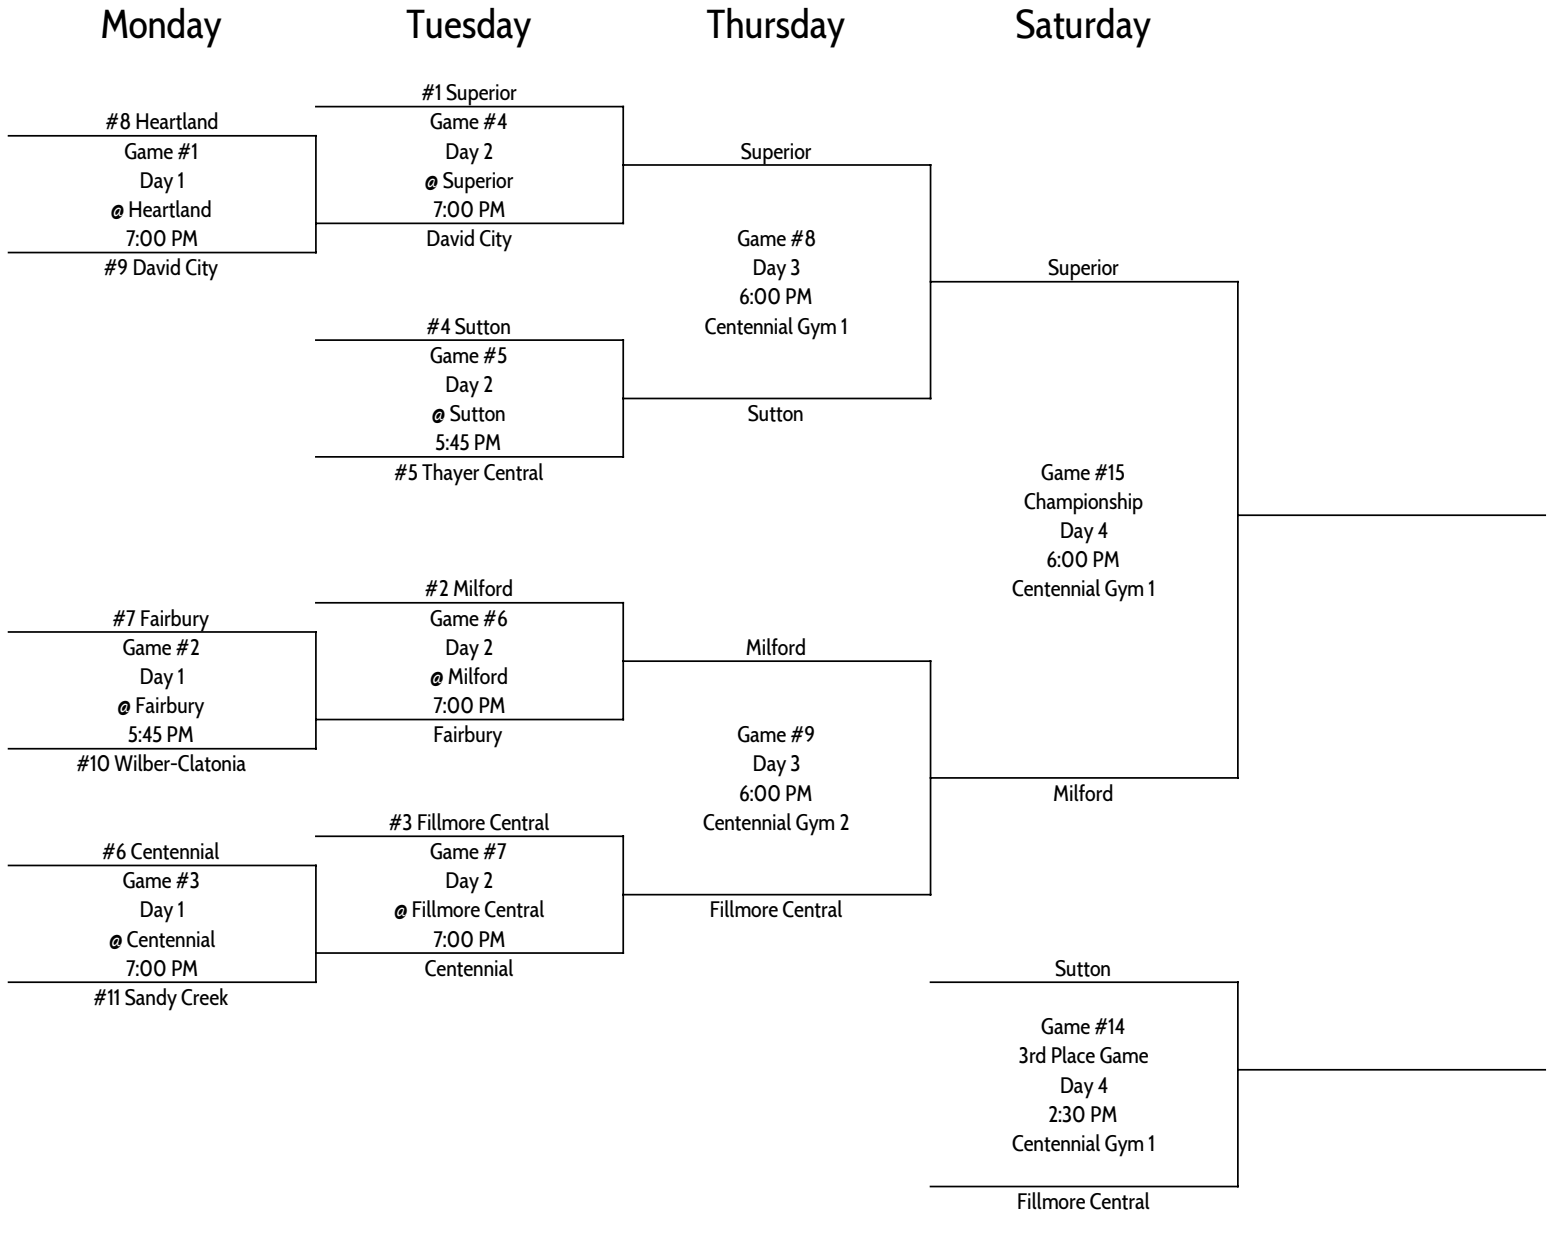 Monday
Tuesday
Thursday
Saturday
#8 Heartland
Game #1
Day 1
@ Heartland
7:00 PM
#9 David City
#7 Fairbury
Game #2
Day 1
@ Fairbury
5:45 PM
#10 Wilber-Clatonia
#6 Centennial
Game #3
Day 1
@ Centennial
7:00 PM
#11 Sandy Creek
#1 Superior
Game #4
Day 2
@ Superior
7:00 PM
David City
#4 Sutton
Game #5
Day 2
@ Sutton
5:45 PM
#5 Thayer Central
#2 Milford
Game #6
Day 2
@ Milford
7:00 PM
Fairbury
#3 Fillmore Central
Game #7
Day 2
@ Fillmore Central
7:00 PM
Centennial
Superior
Game #8
Day 3
6:00 PM
Centennial Gym 1
Sutton
Milford
Game #9
Day 3
6:00 PM
Centennial Gym 2
Fillmore Central
Superior
Game #15
Championship
Day 4
6:00 PM
Centennial Gym 1
Milford
Sutton
Game #14
3rd Place Game
Day 4
2:30 PM
Centennial Gym 1
Fillmore Central